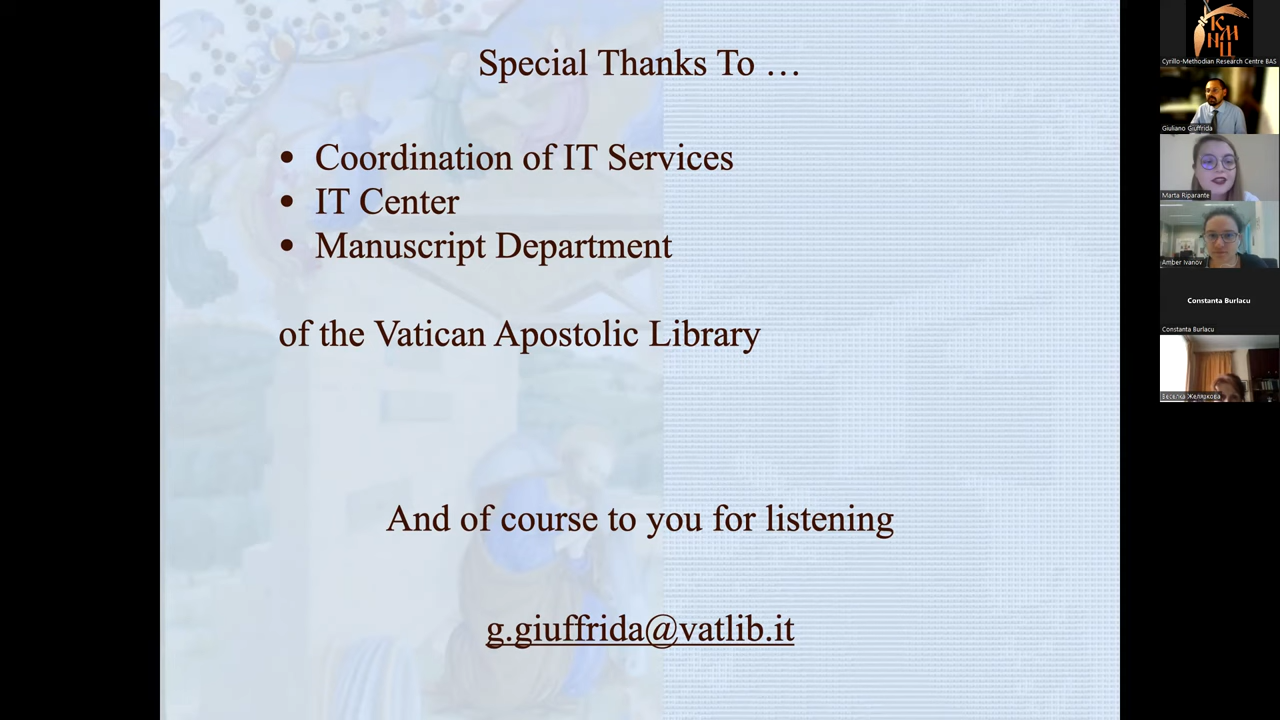 Special Thanks To …
• Coordination of IT Services
• IT Center
• Manuscript Department
of the Vatican Apostolic Library
And of course to you for listening
g.giuffrida@vatlib.it
Cyrillo-Methodian Research Centre BAS
Giuliano Giuffrida
Marta Riparante
Amber Ivanov
Constanta Burlacu
Constanta Burlacu
Веселка Желяркова